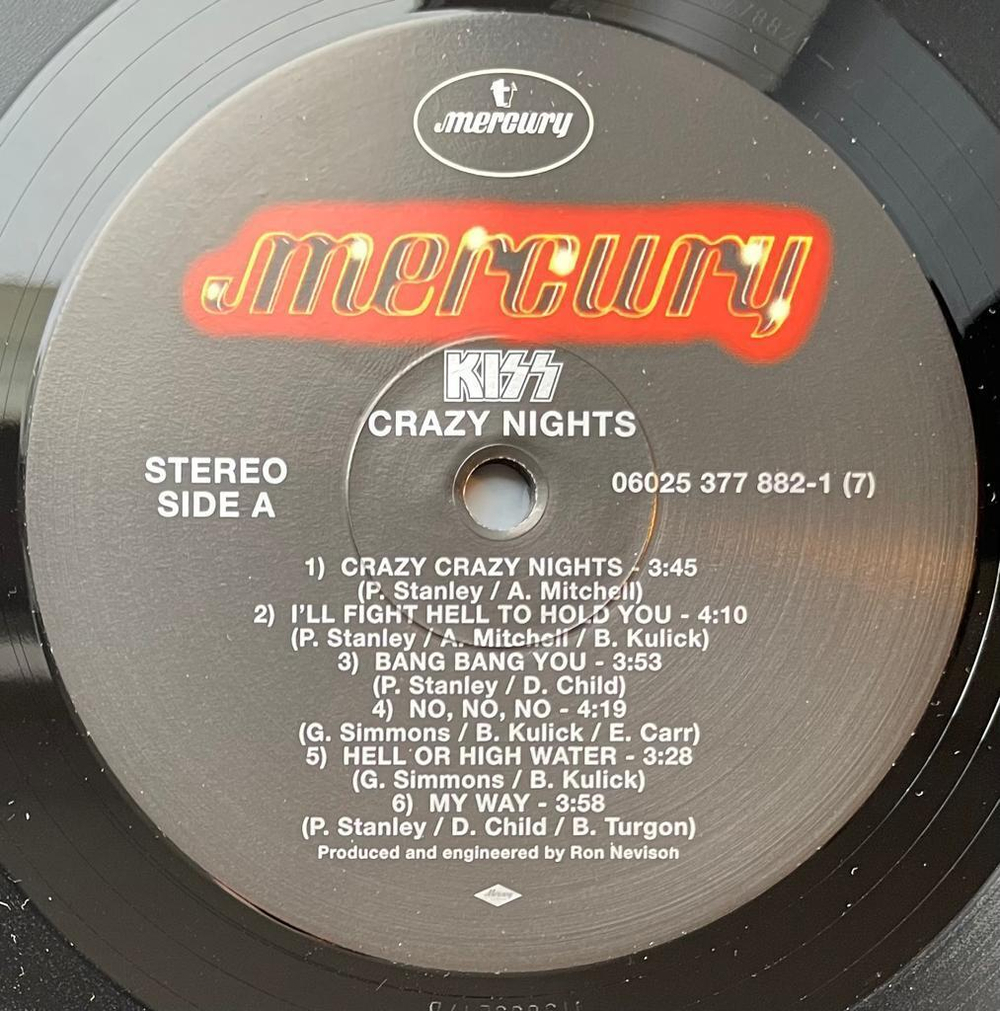 mercury
mercury
KISS
CRAZY NIGHTS
STEREO
SIDE A
06025 377 882-1 (7)
1) CRAZY CRAZY NIGHTS - 3:45
(P. Stanley / A. Mitchell)
2) I'LL FIGHT HELL TO HOLD YOU - 4:10
(P. Stanley / A. Mitchell / B. Kulick)
3) BANG BANG YOU - 3:53
(P. Stanley / D. Child)
4) NO, NO, NO - 4:19
(G. Simmons / B. Kulick / E. Carr)
5) HELL OR HIGH WATER - 3:28
(G. Simmons / B. Kulick)
6) MY WAY - 3:58
(P. Stanley / D. Child / B. Turgon)
Produced and engineered by Ron Nevison
Mercury